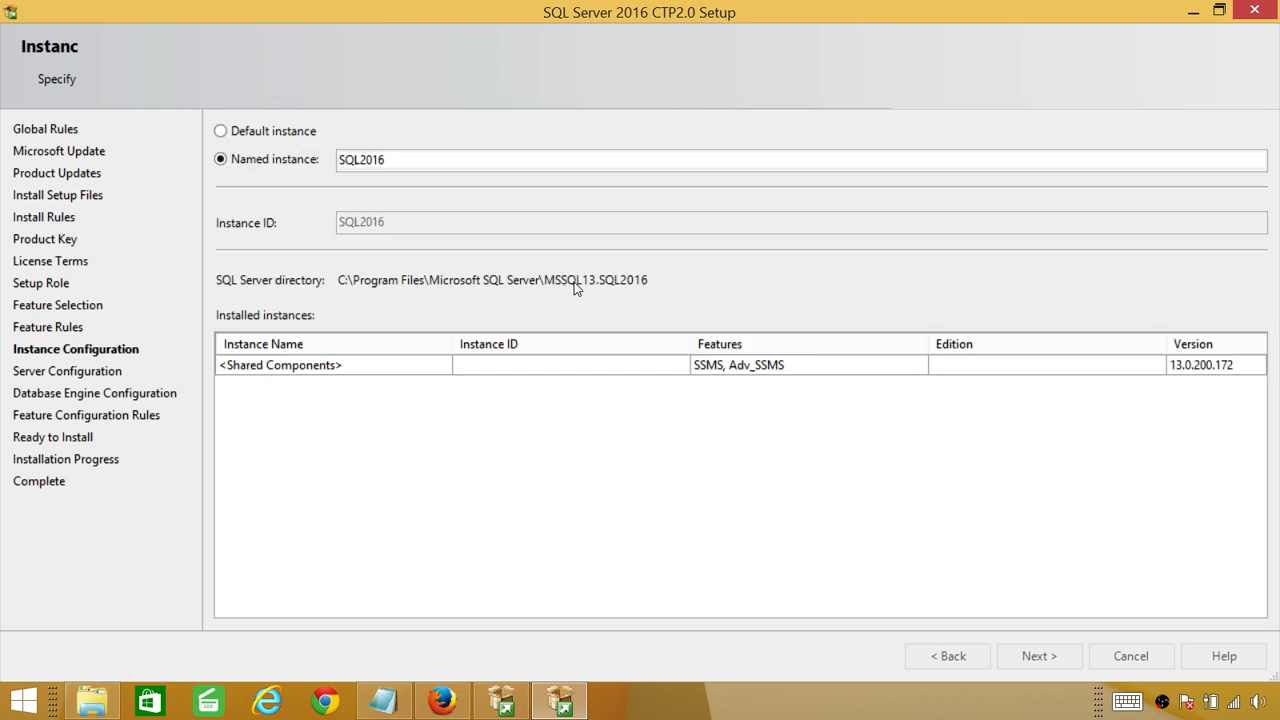 SQL Server 2016 CTP2.0 Setup
Instanc
Specify
Global Rules
Microsoft Update
Product Updates
Install Setup Files
Install Rules
Product Key
License Terms
Setup Role
Feature Selection
Feature Rules
Instance Configuration
Server Configuration
Database Engine Configuration
Feature Configuration Rules
Ready to Install
Installation Progress
Complete
Default instance
Named instance: SQL2016
Instance ID: SQL2016
SQL Server directory: C:\Program Files\Microsoft SQL Server\MSSQL13.SQL2016
Installed instances:
Instance Name Instance ID Features Edition Version
<Shared Components> SSMS, Adv_SSMS 13.0.200.172
< Back Next > Cancel Help